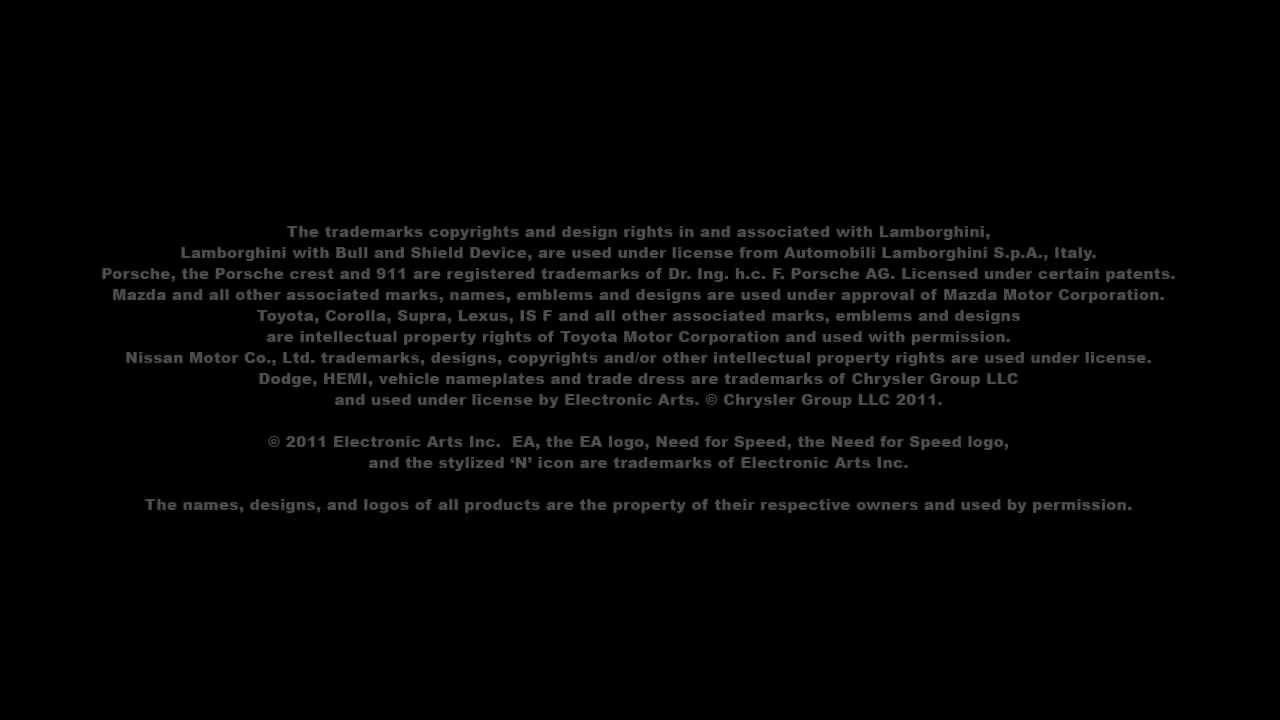 The trademarks copyrights and design rights in and associated with Lamborghini,
Lamborghini with Bull and Shield Device, are used under license from Automobili Lamborghini S.p.A., Italy.
Porsche, the Porsche crest and 911 are registered trademarks of Dr. Ing. h.c. F. Porsche AG. Licensed under certain patents.
Mazda and all other associated marks, names, emblems and designs are used under approval of Mazda Motor Corporation.
Toyota, Corolla, Supra, Lexus, IS F and all other associated marks, emblems and designs
are intellectual property rights of Toyota Motor Corporation and used with permission.
Nissan Motor Co., Ltd. trademarks, designs, copyrights and/or other intellectual property rights are used under license.
Dodge, HEMI, vehicle nameplates and trade dress are trademarks of Chrysler Group LLC
and used under license by Electronic Arts. © Chrysler Group LLC 2011.
© 2011 Electronic Arts Inc.  EA, the EA logo, Need for Speed, the Need for Speed logo,
and the stylized ‘N’ icon are trademarks of Electronic Arts Inc.
The names, designs, and logos of all products are the property of their respective owners and used by permission.